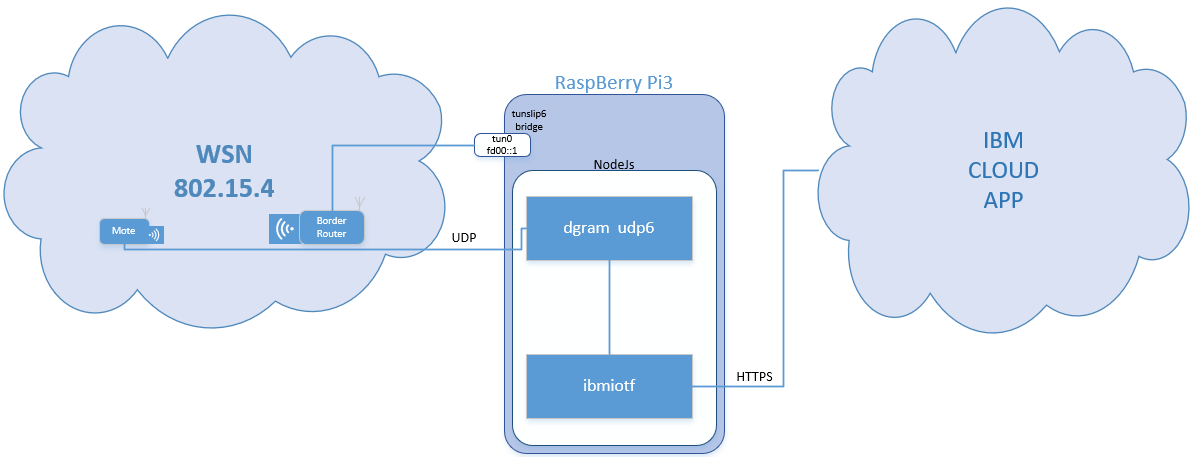 RaspBerry Pi3
tunslip6
bridge
tun0
fd00::1
WSN
802.15.4
Mote
Border
Router
UDP
NodeJs
dgram udp6
ibmiotf
HTTPS
IBM
CLOUD
APP